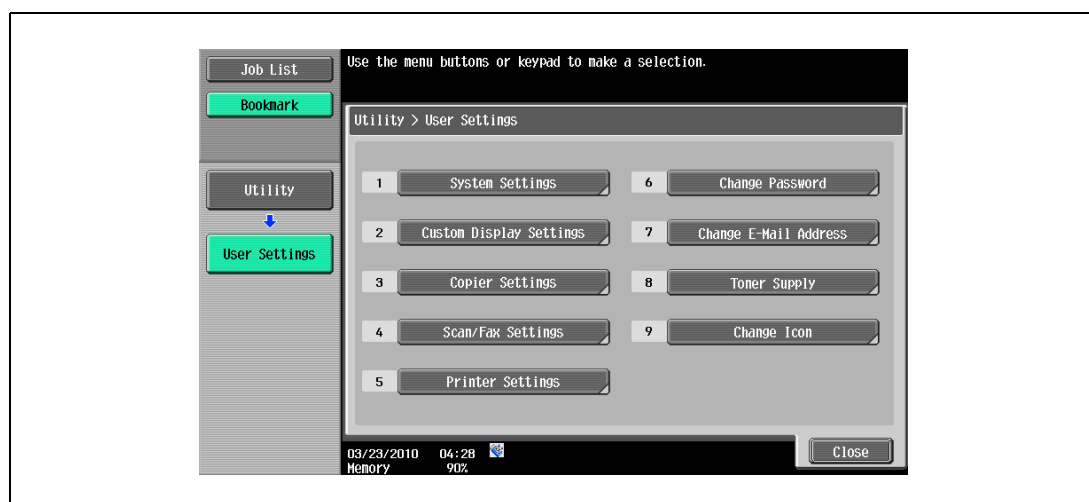 Job List
Bookmark
Utility
User Settings
Use the menu buttons or keypad to make a selection.
Utility > User Settings
1 System Settings
2 Custom Display Settings
3 Copier Settings
4 Scan/Fax Settings
5 Printer Settings
6 Change Password
7 Change E-Mail Address
8 Toner Supply
9 Change Icon
03/23/2010 04:28
Memory 90%
Close